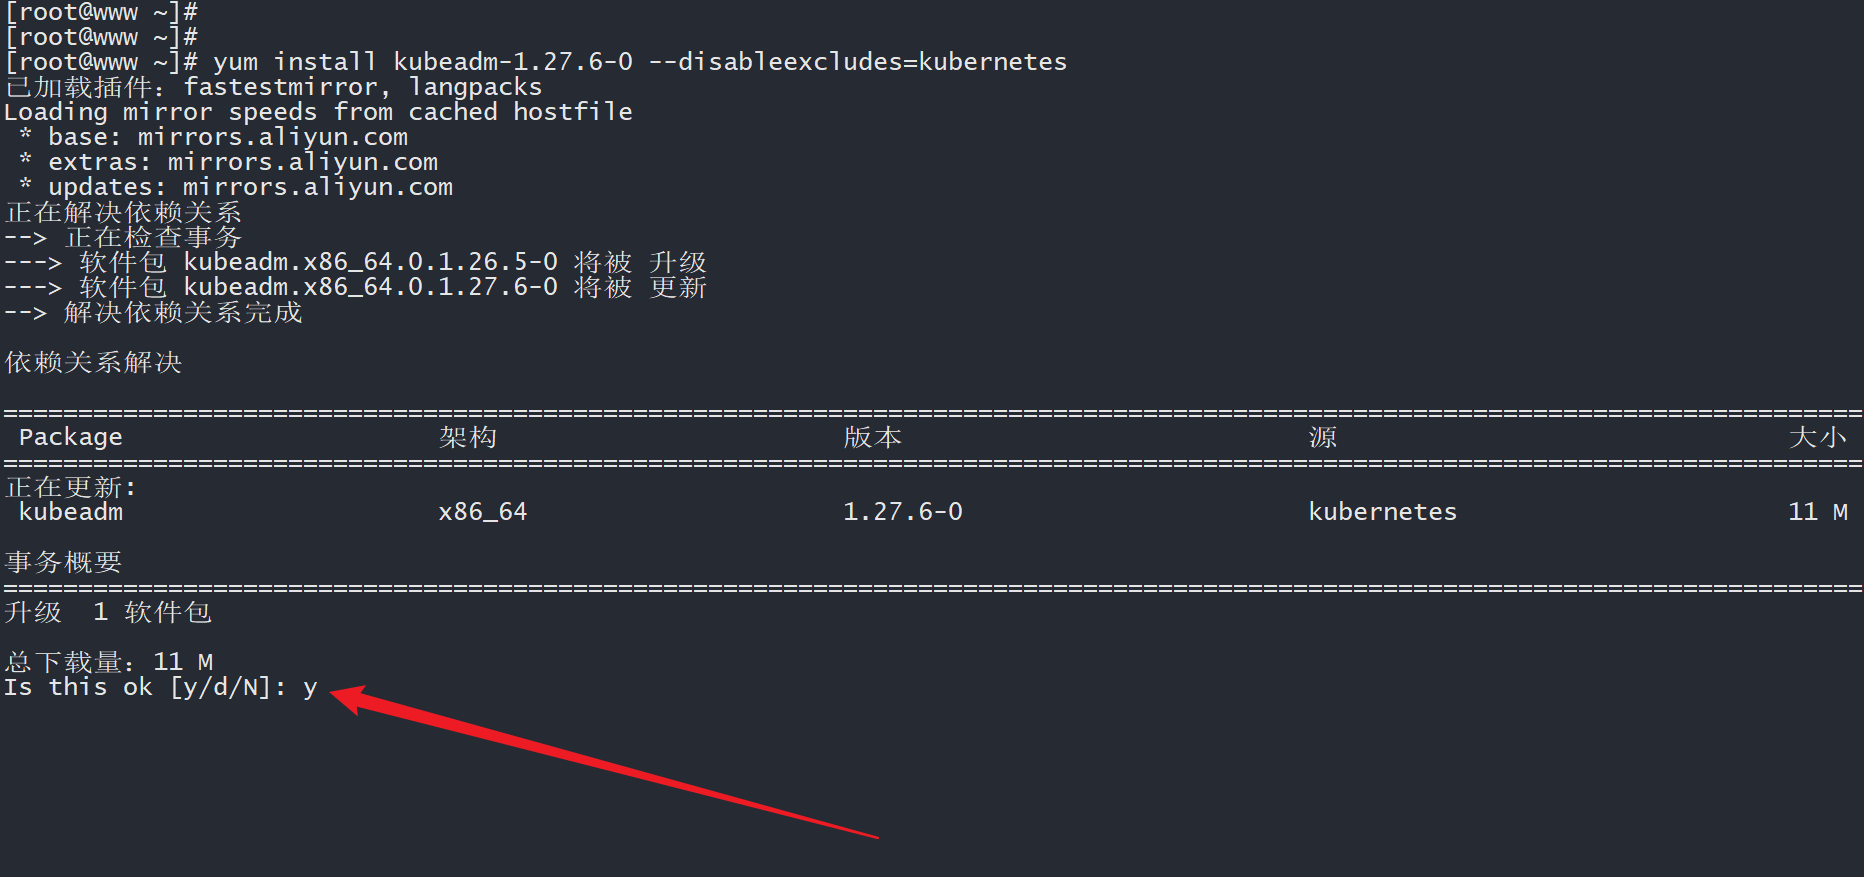 [root@www ~]#
[root@www ~]#
[root@www ~]# yum install kubeadm-1.27.6-0 --disableexcludes=kubernetes
已加载插件：fastestmirror, langpacks
Loading mirror speeds from cached hostfile
 * base: mirrors.aliyun.com
 * extras: mirrors.aliyun.com
 * updates: mirrors.aliyun.com
正在解决依赖关系
--> 正在检查事务
---> 软件包 kubeadm.x86_64.0.1.26.5-0 将被 升级
---> 软件包 kubeadm.x86_64.0.1.27.6-0 将被 更新
--> 解决依赖关系完成
依赖关系解决
Package 架构 版本 源 大小
正在更新:
kubeadm x86_64 1.27.6-0 kubernetes 11 M
事务概要
升级  1 软件包
总下载量：11 M
Is this ok [y/d/N]: y